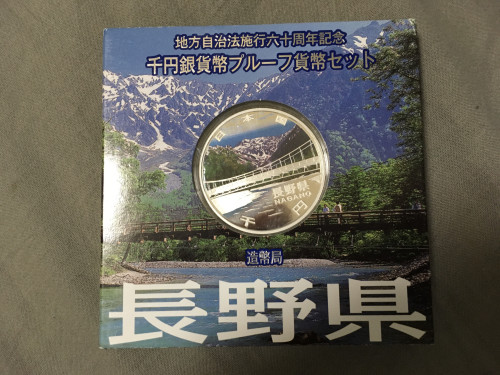 地方自治法施行六十周年記念
千円銀貨幣プルーフ貨幣セット
日本国
長野県
NAGANO
千円
造幣局
長野県